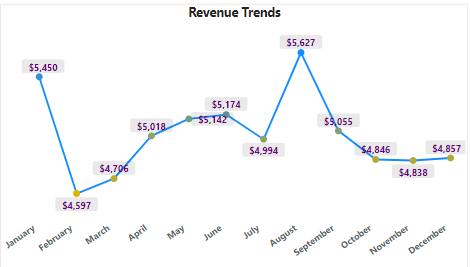 Revenue Trends
$5,450
$4,597
$4,706
$5,018
$5,142
$5,174
$4,994
$5,627
$5,055
$4,846
$4,838
$4,857
January
February
March
April
May
June
July
August
September
October
November
December